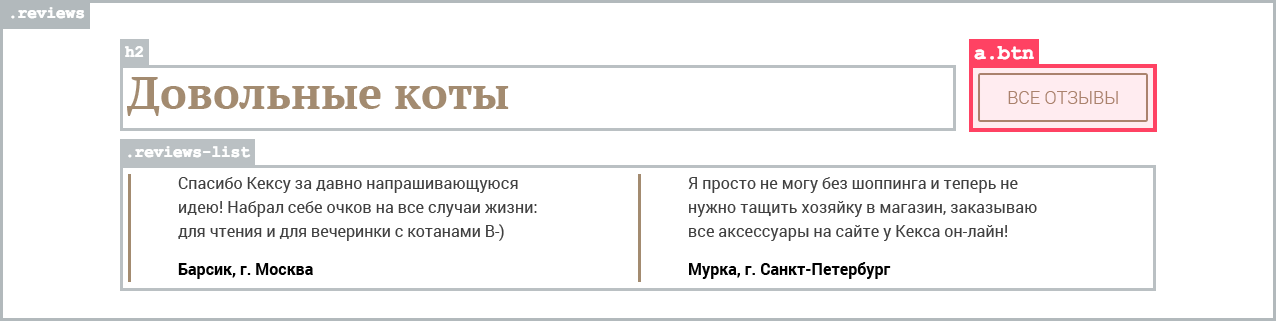 .reviews
h2
a.btn
Довольные коты
ВСЕ ОТЗЫВЫ
.reviews-list
Спасибо Кексу за давно напрашивающуюся
идею! Набрал себе очков на все случаи жизни:
для чтения и для вечеринки с котанами B-)
Барсик, г. Москва
Я просто не могу без шоппинга и теперь не
нужно тащить хозяйку в магазин, заказываю
все аксессуары на сайте у Кекса он-лайн!
Мурка, г. Санкт-Петербург